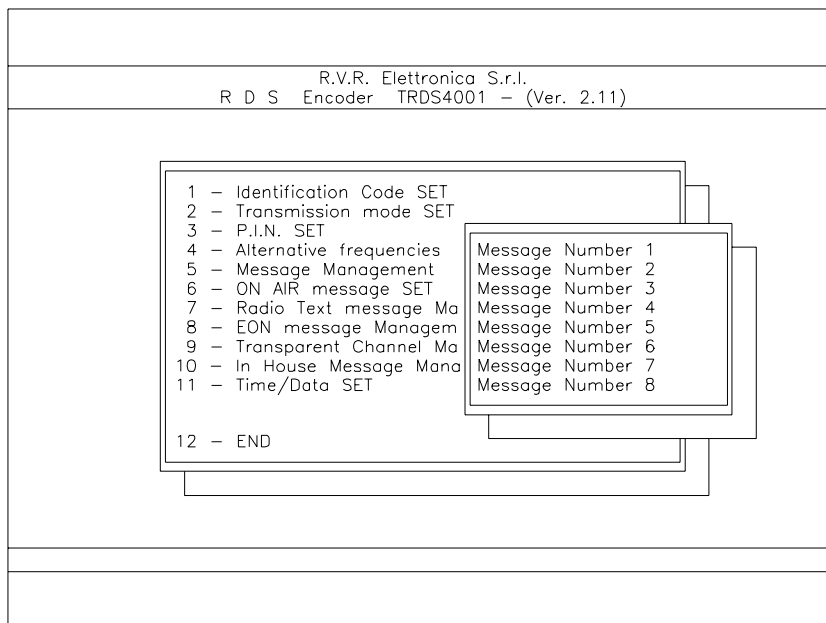 R.V.R. Elettronica S.r.l.
R D S Encoder TRDS4001 – (Ver. 2.11)
1 – Identification Code SET
2 – Transmission mode SET
3 – P.I.N. SET
4 – Alternative frequencies
5 – Message Management
6 – ON AIR message SET
7 – Radio Text message Ma
8 – EON message Managem
9 – Transparent Channel Ma
10 – In House Message Mana
11 – Time/Data SET
12 – END
Message Number 1
Message Number 2
Message Number 3
Message Number 4
Message Number 5
Message Number 6
Message Number 7
Message Number 8